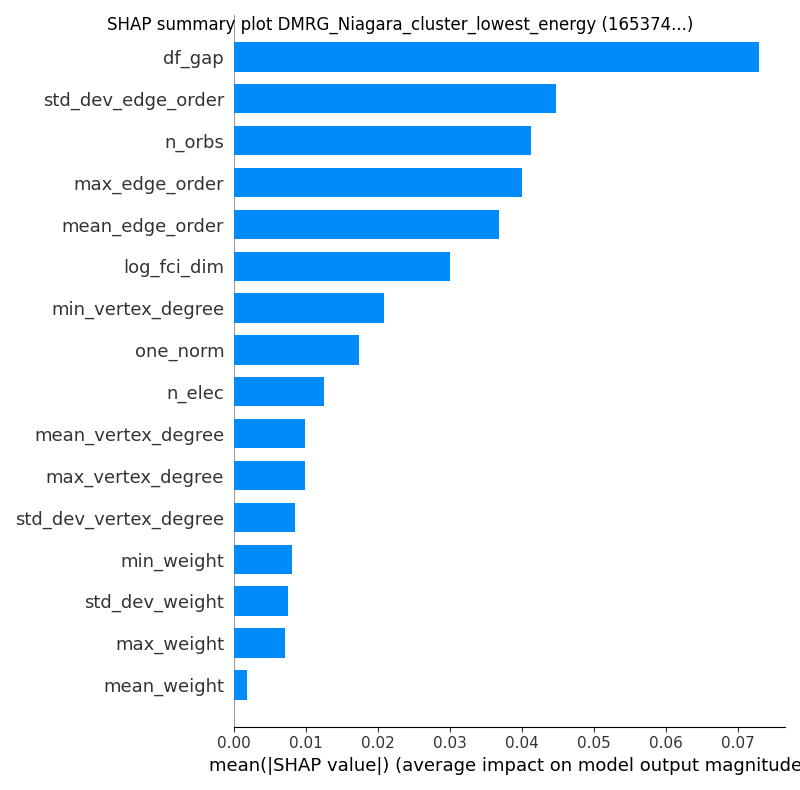 SHAP summary plot DMRG_Niagara_cluster_lowest_energy (165374...)
df_gap
std_dev_edge_order
n_orbs
max_edge_order
mean_edge_order
log_fci_dim
min_vertex_degree
one_norm
n_elec
mean_vertex_degree
max_vertex_degree
std_dev_vertex_degree
min_weight
std_dev_weight
max_weight
mean_weight
0.00 0.01 0.02 0.03 0.04 0.05 0.06 0.07
mean(|SHAP value|) (average impact on model output magnitude